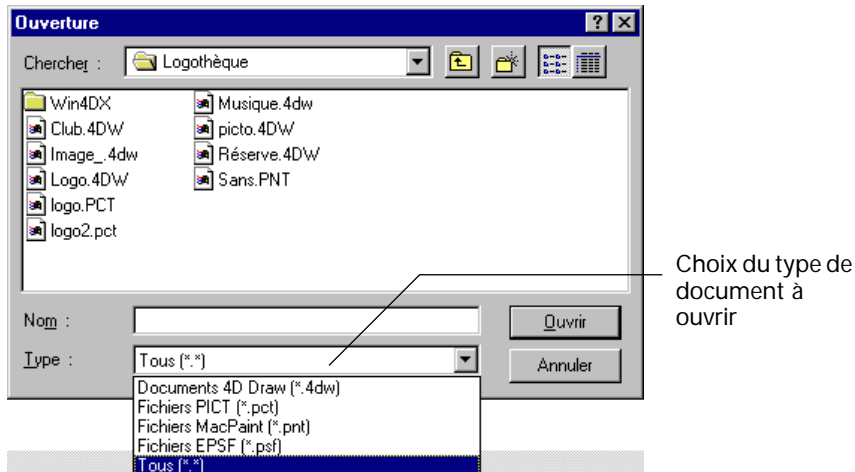 Ouverture
Chercher :
Logothèque
Win4DX
Club.4DW
Image_.4dw
Logo.4DW
logo.PCT
logo2.pct
Musique.4dw
picto.4DW
Réserve.4DW
Sans.PNT
Choix du type de
document à
ouvrir
Nom :
Ouvrir
Type :
Tous (*.*)
Annuler
Documents 4D Draw (*.4dw)
Fichiers PICT (*.pct)
Fichiers MacPaint (*.pnt)
Fichiers EPSF (*.psf)
Tous (*.*)